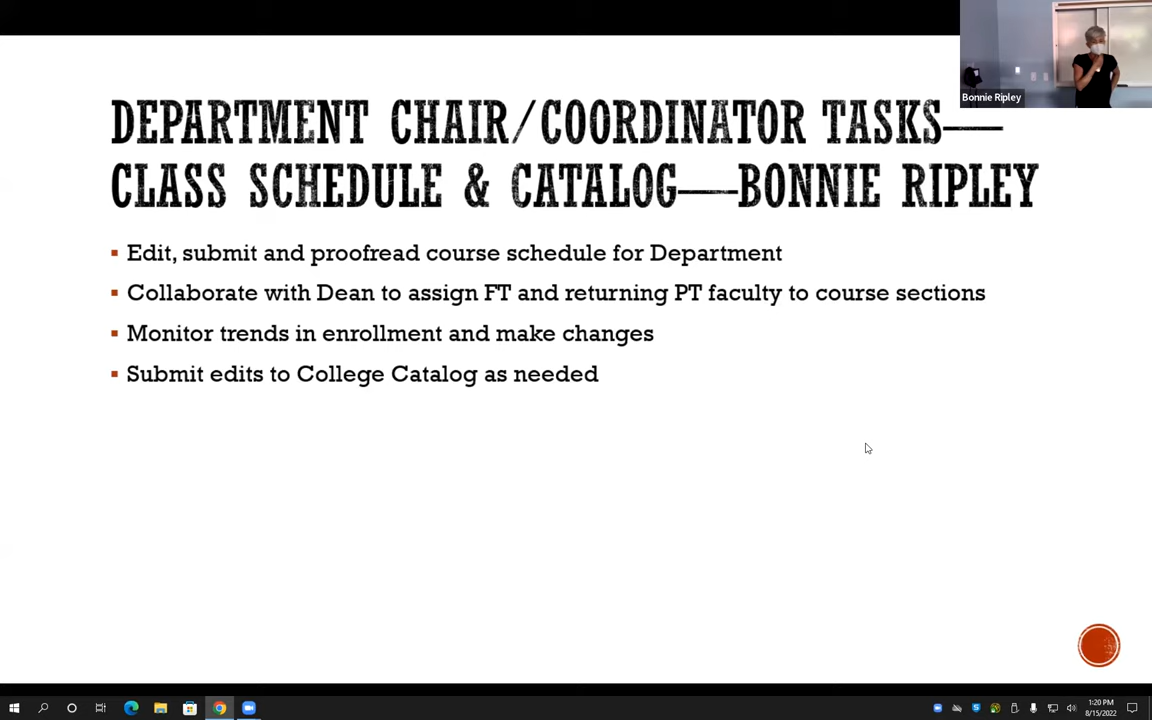 Bonnie Ripley
DEPARTMENT CHAIR/COORDINATOR TASKS—
CLASS SCHEDULE & CATALOG—BONNIE RIPLEY
▪ Edit, submit and proofread course schedule for Department
▪ Collaborate with Dean to assign FT and returning PT faculty to course sections
▪ Monitor trends in enrollment and make changes
▪ Submit edits to College Catalog as needed
1:20 PM
8/15/2022